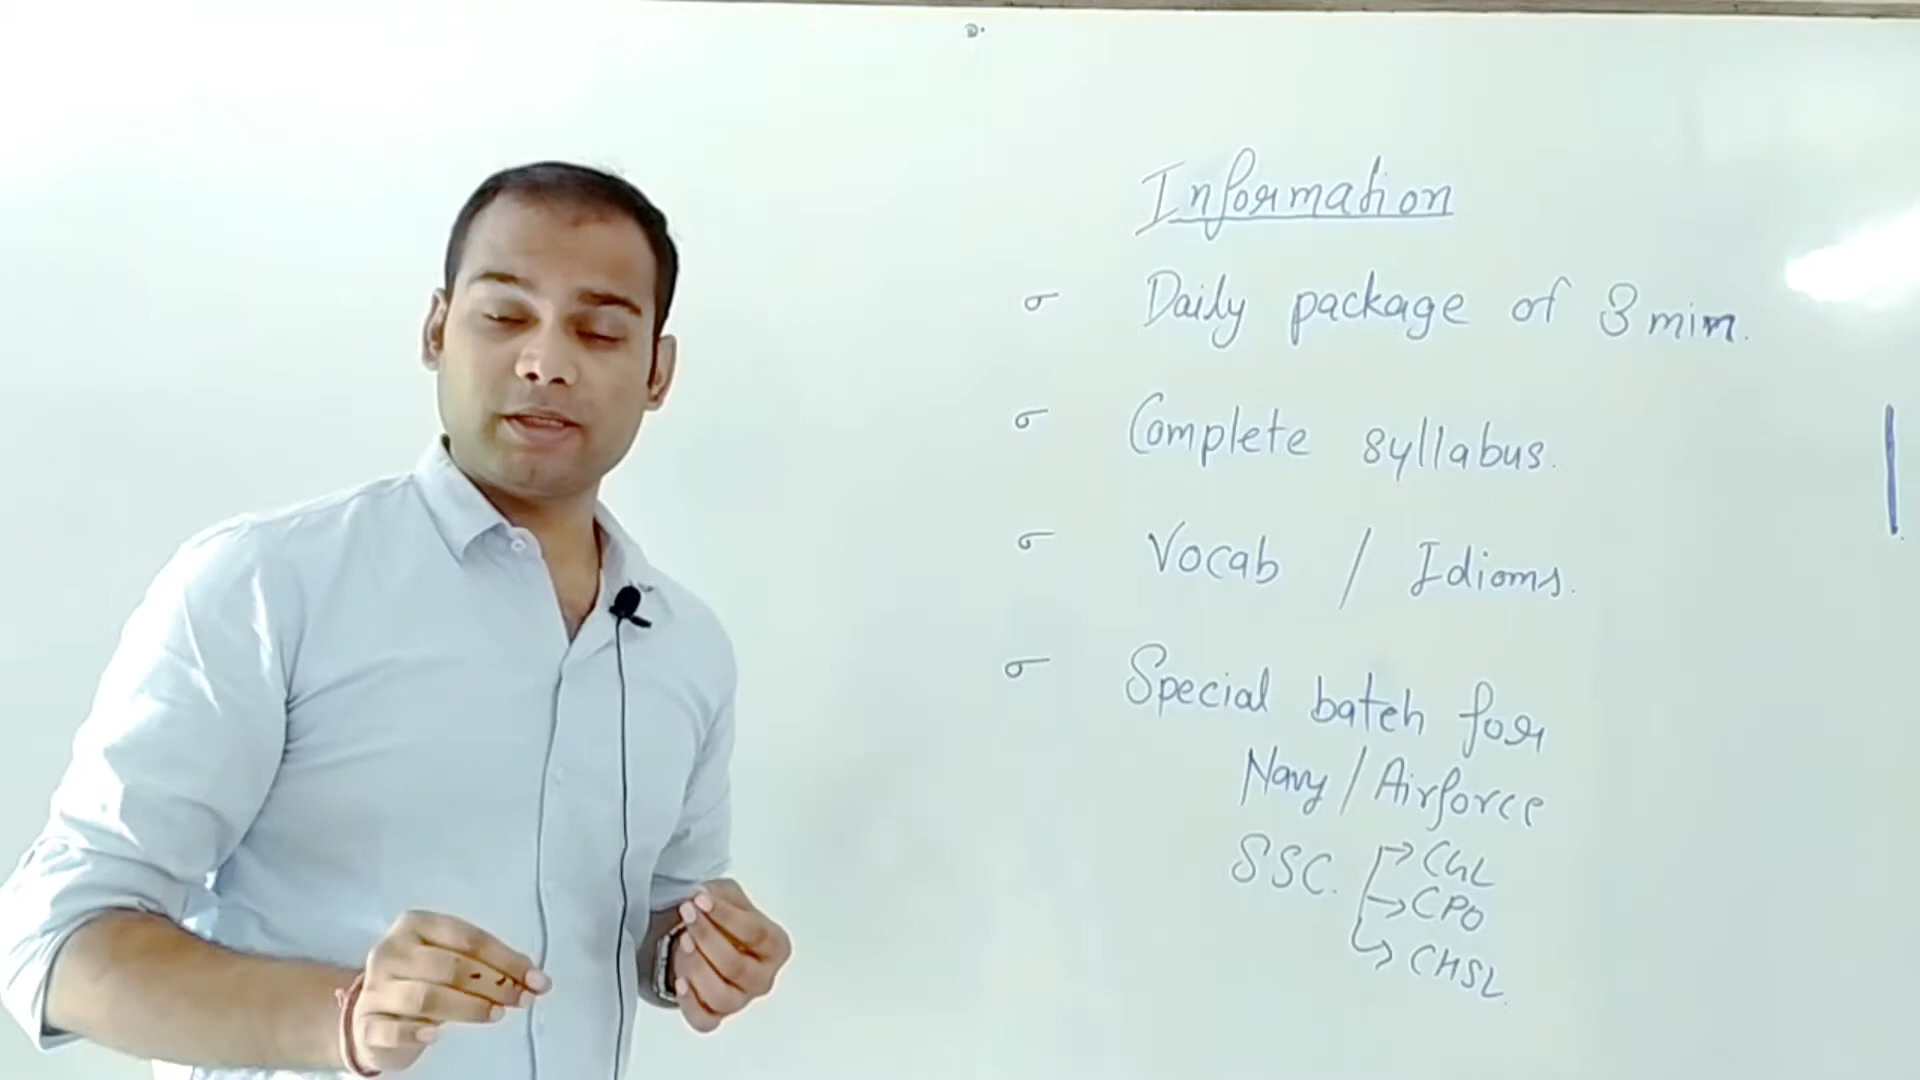 Information
Daily package of 3 min.
Complete syllabus.
Vocab / Idioms.
Special batch for
Navy / Airforce
SSC. → CGL
→ CPO
→ CHSL